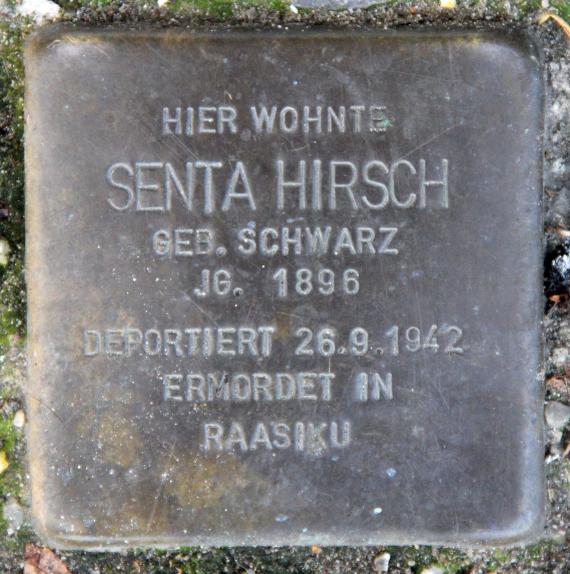 HIER WOHNTE
SENTA HIRSCH
GEB. SCHWARZ
JG. 1896
DEPORTIERT 26.9.1942
ERMORDET IN
RAASIKU